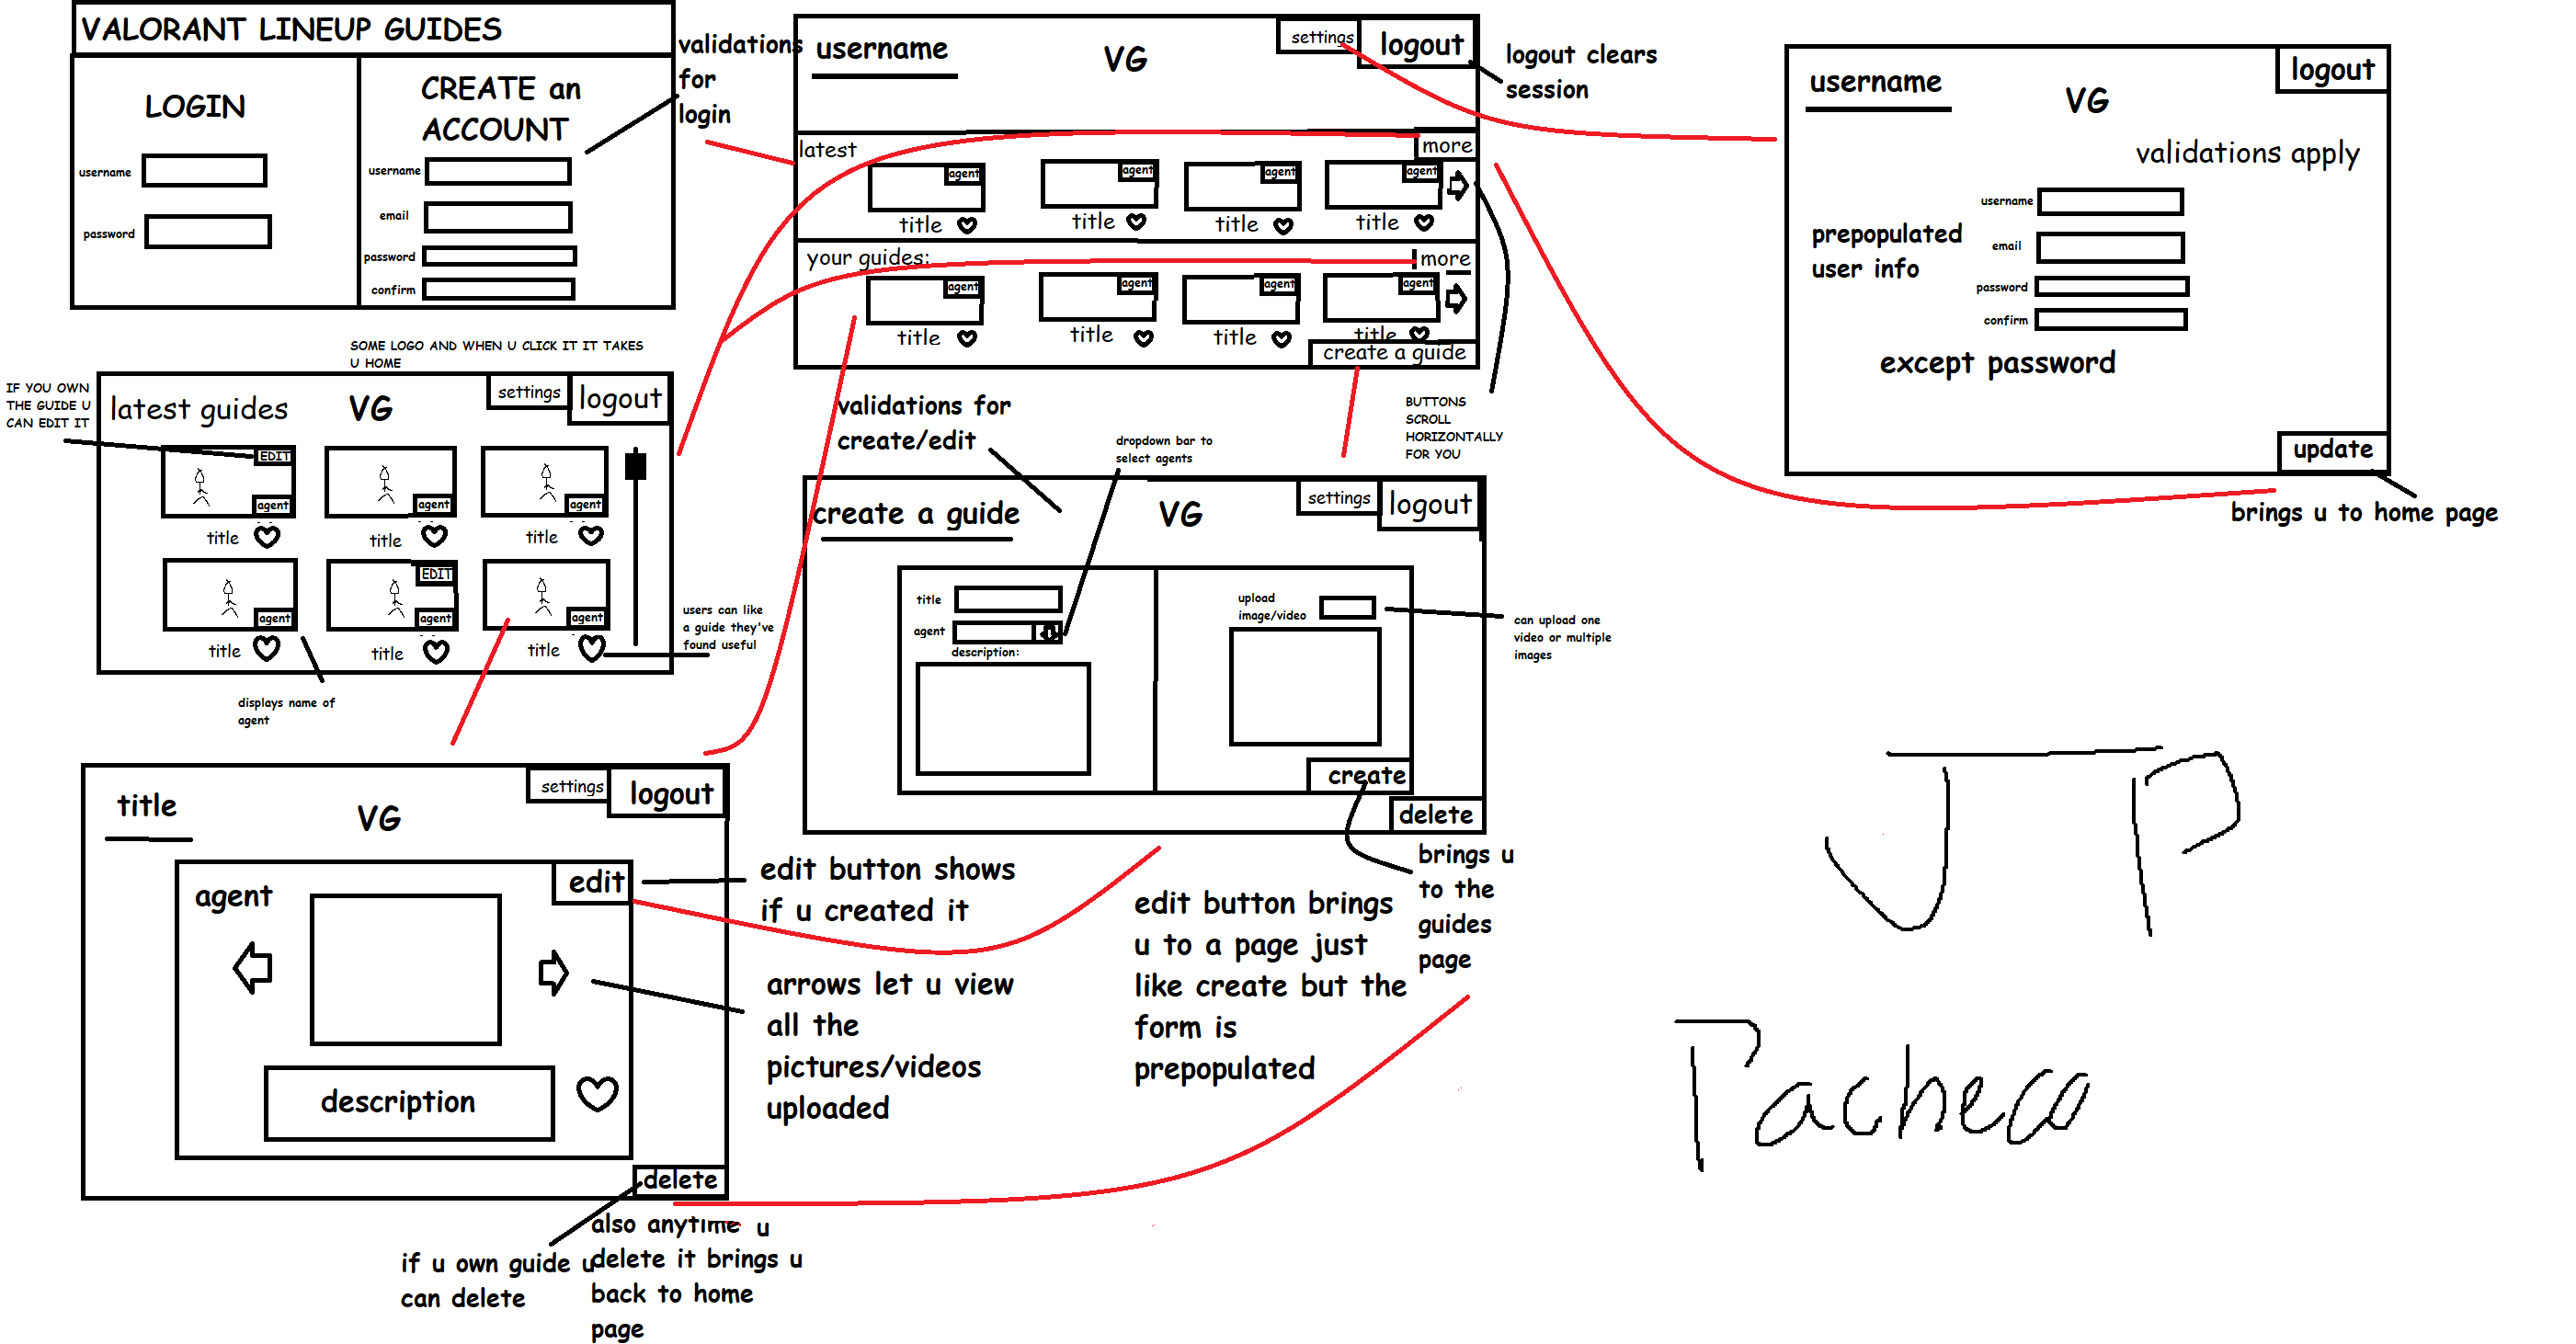 VALORANT LINEUP GUIDES
LOGIN
username
password
CREATE an
ACCOUNT
username
email
password
confirm
validations
for
login
username
VG
settings
logout
logout clears
session
latest
more
agent
agent
agent
agent
title
title
title
title
your guides:
more
agent
agent
agent
agent
title
title
title
title
create a guide
BUTTONS
SCROLL
HORIZONTALLY
FOR YOU
username
VG
logout
validations apply
prepopulated
user info
username
email
password
confirm
except password
update
brings u to home page
SOME LOGO AND WHEN U CLICK IT IT TAKES
U HOME
IF YOU OWN
THE GUIDE U
CAN EDIT IT
latest guides
VG
settings
logout
EDIT
agent
agent
agent
title
title
title
EDIT
agent
agent
agent
title
title
title
users can like
a guide they've
found useful
displays name of
agent
validations for
create/edit
dropdown bar to
select agents
create a guide
VG
settings
logout
title
agent
description:
upload
image/video
create
delete
can upload one
video or multiple
images
brings u
to the
guides
page
title
VG
settings
logout
agent
edit
description
delete
edit button shows
if u created it
arrows let u view
all the
pictures/videos
uploaded
edit button brings
u to a page just
like create but the
form is
prepopulated
if u own guide u
can delete
also anytime u
delete it brings u
back to home
page
JTP
Pacheco